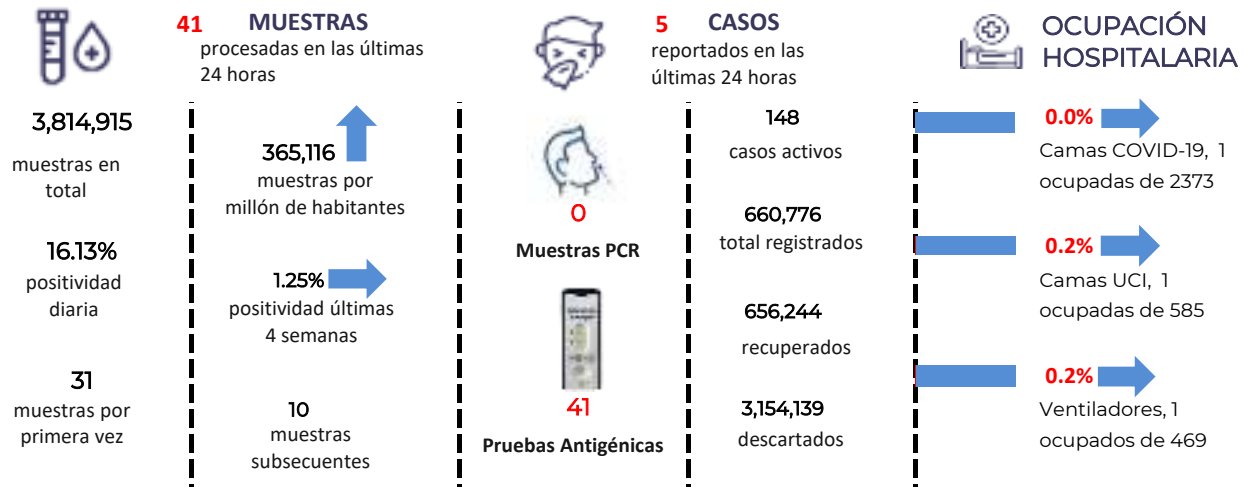 41 MUESTRAS
procesadas en las últimas
24 horas
5 CASOS
reportados en las
últimas 24 horas
OCUPACIÓN
HOSPITALARIA
3,814,915
muestras en
total
16.13%
positividad
diaria
31
muestras por
primera vez
365,116
muestras por
millón de habitantes
1.25%
positividad últimas
4 semanas
10
muestras
subsecuentes
0
Muestras PCR
41
Pruebas Antigénicas
148
casos activos
660,776
total registrados
656,244
recuperados
3,154,139
descartados
0.0%
Camas COVID-19, 1
ocupadas de 2373
0.2%
Camas UCI, 1
ocupadas de 585
0.2%
Ventiladores, 1
ocupados de 469